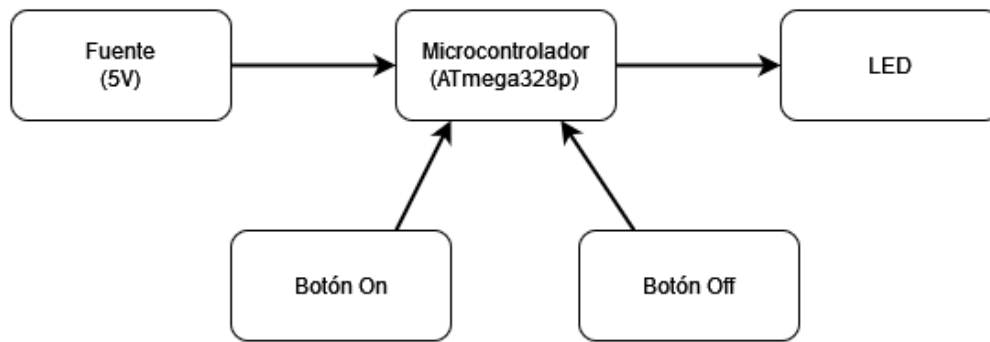 Fuente
(5V)
Microcontrolador
(ATmega328p)
LED
Botón On
Botón Off